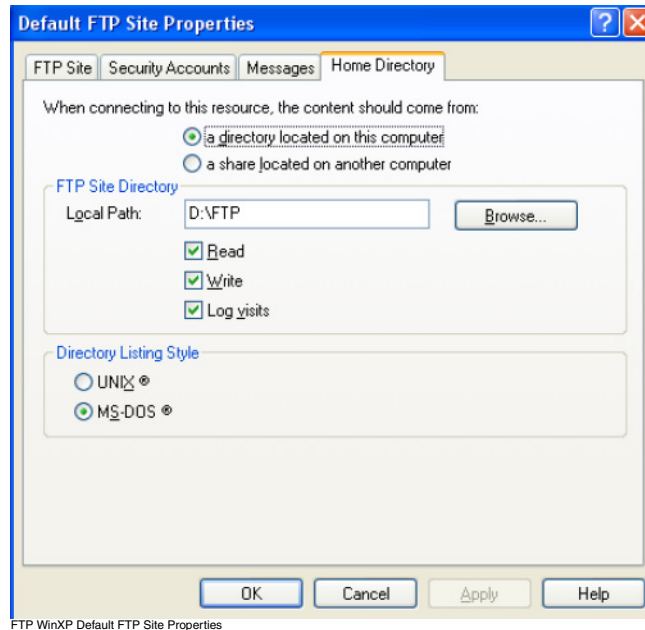 Default FTP Site Properties
FTP Site Security Accounts Messages Home Directory
When connecting to this resource, the content should come from:
a directory located on this computer
a share located on another computer
FTP Site Directory
Local Path: D:\FTP Browse...
Read
Write
Log visits
Directory Listing Style
UNIX ®
MS-DOS ®
OK Cancel Apply Help
FTP WinXP Default FTP Site Properties